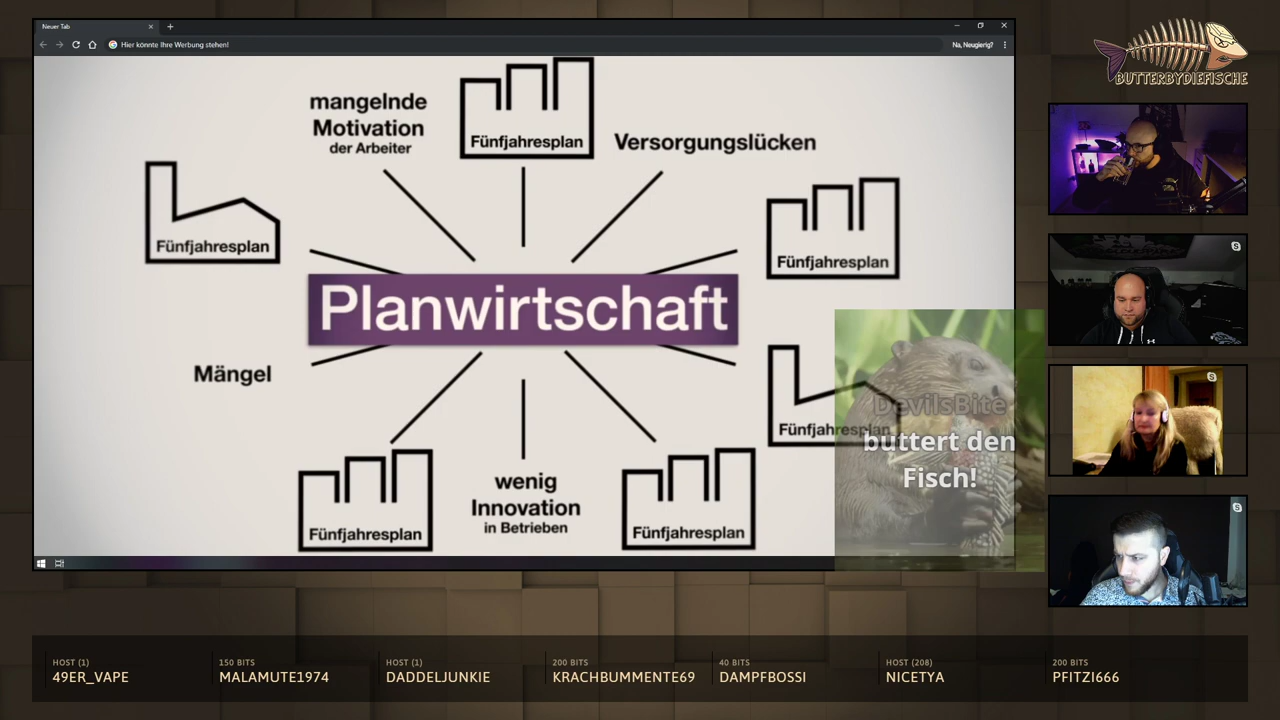 Neuer Tab
Hier könnte Ihre Werbung stehen!
Na, Neugierig?
BUTTERBYDIEFISCHE
mangelnde
Motivation
der Arbeiter
Fünfjahresplan
Versorgungslücken
Fünfjahresplan
Fünfjahresplan
Planwirtschaft
Mängel
Fünfjahresplan
DevilsBite
buttert den
Fisch!
Fünfjahresplan
wenig
Innovation
in Betrieben
Fünfjahresplan
HOST (1)
49ER_VAPE
150 BITS
MALAMUTE1974
HOST (1)
DADDELJUNKIE
200 BITS
KRACHBUMMENTE69
40 BITS
DAMPFBOSSI
HOST (208)
NICETYA
200 BITS
PFITZI666